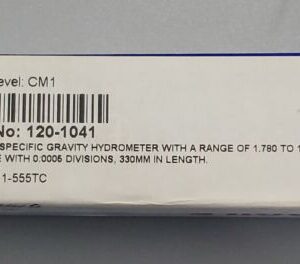 evel: CM1
No: 120-1041
SPECIFIC GRAVITY HYDROMETER WITH A RANGE OF 1.780 TO 1
E WITH 0.0005 DIVISIONS, 330MM IN LENGTH.
1-555TC